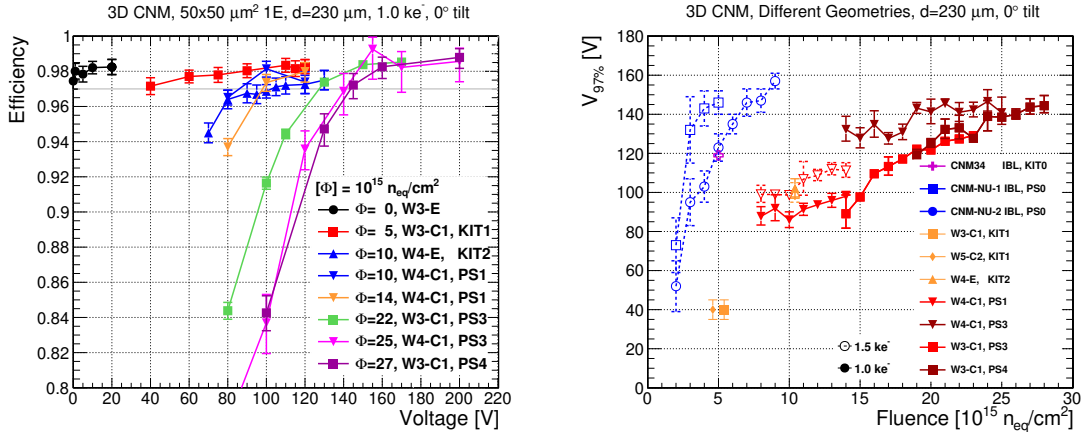 3D CNM, 50x50 μm² 1E, d=230 μm, 1.0 ke⁻, 0° tilt
Efficiency
1
0.98
0.96
0.94
0.92
0.9
0.88
0.86
0.84
0.82
0.8
[Φ] = 10¹⁵ n_eq/cm²
Φ= 0, W3-E
Φ= 5, W3-C1, KIT1
Φ=10, W4-E, KIT2
Φ=10, W4-C1, PS1
Φ=14, W4-C1, PS1
Φ=22, W3-C1, PS3
Φ=25, W4-C1, PS3
Φ=27, W3-C1, PS4
0 20 40 60 80 100 120 140 160 180 200 220
Voltage [V]
3D CNM, Different Geometries, d=230 μm, 0° tilt
V_97% [V]
180
160
140
120
100
80
60
40
20
0
CNM34 IBL, KIT0
CNM-NU-1 IBL, PS0
CNM-NU-2 IBL, PS0
W3-C1, KIT1
W5-C2, KIT1
W4-E, KIT2
W4-C1, PS1
W4-C1, PS3
W3-C1, PS3
W3-C1, PS4
1.5 ke⁻
1.0 ke⁻
0 5 10 15 20 25 30
Fluence [10¹⁵ n_eq/cm²]